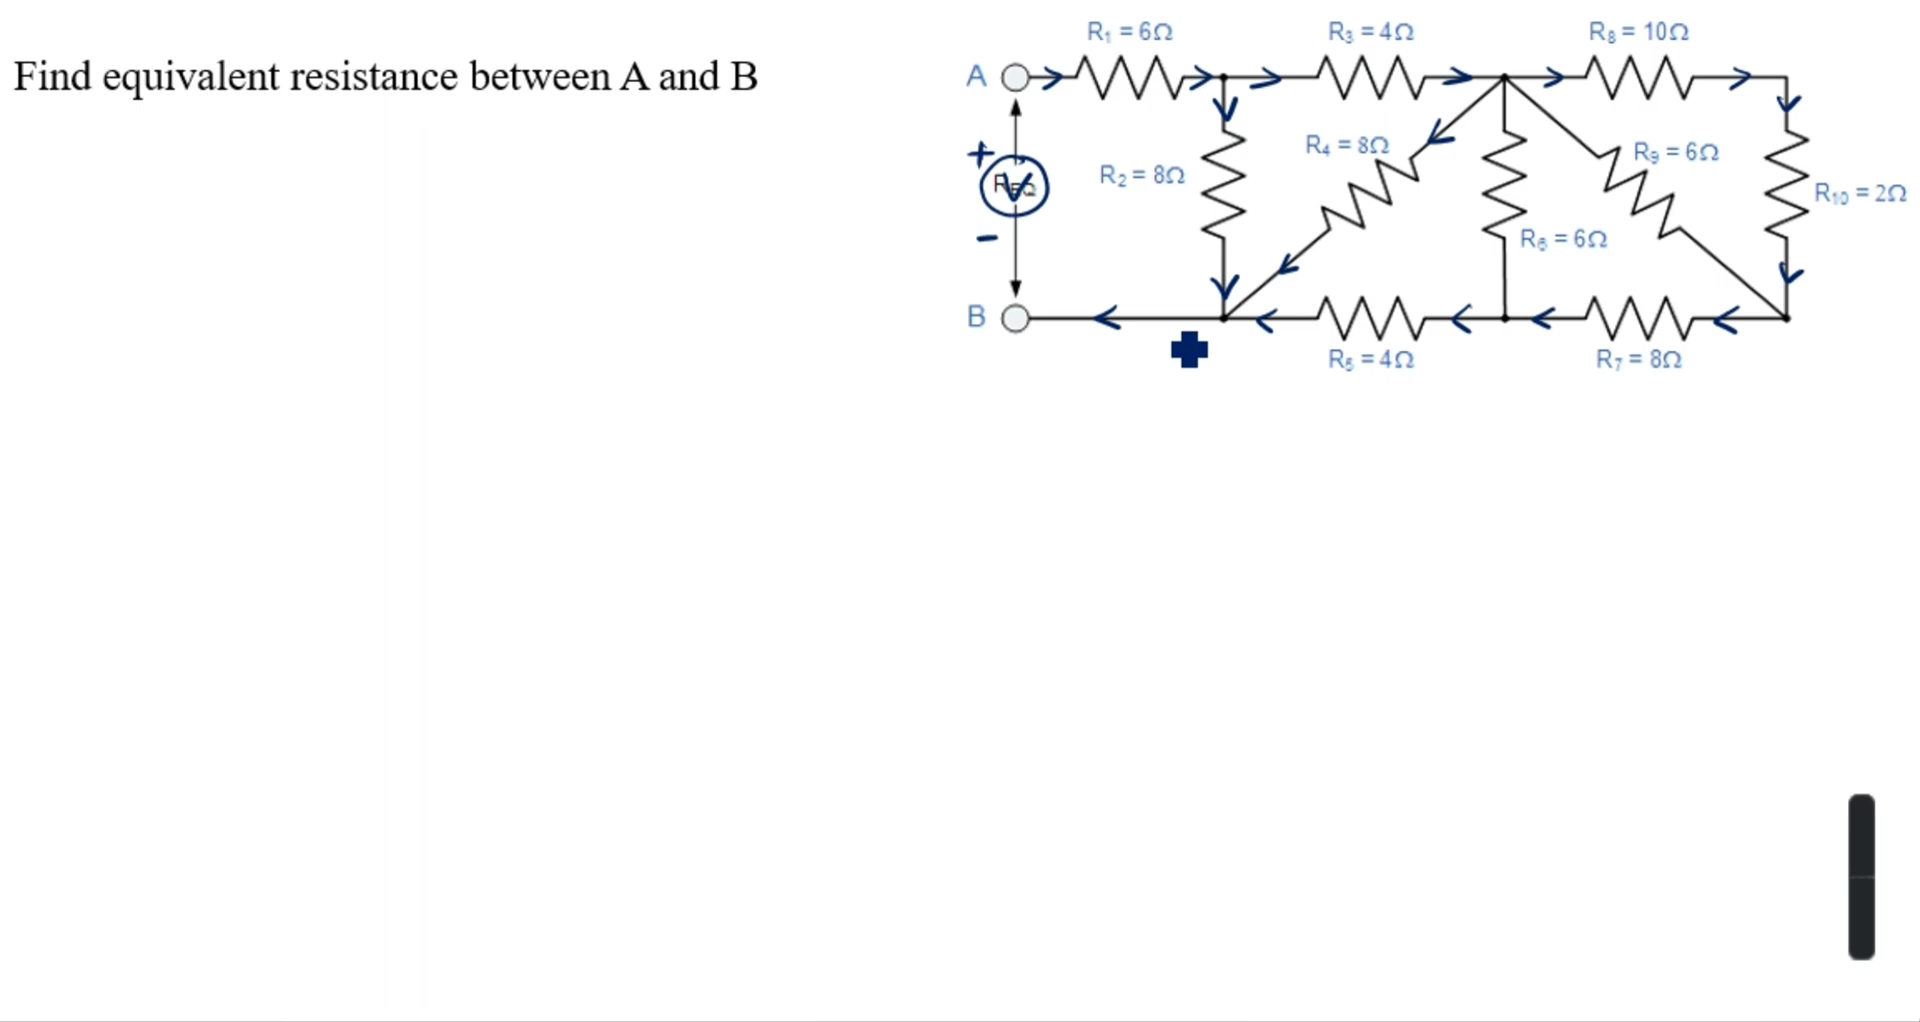 Find equivalent resistance between A and B
R₁ = 6Ω
R₃ = 4Ω
R₈ = 10Ω
A
+
V
R₂ = 8Ω
R₄ = 8Ω
R₉ = 6Ω
R₁₀ = 2Ω
R₆ = 6Ω
-
B
R₅ = 4Ω
R₇ = 8Ω